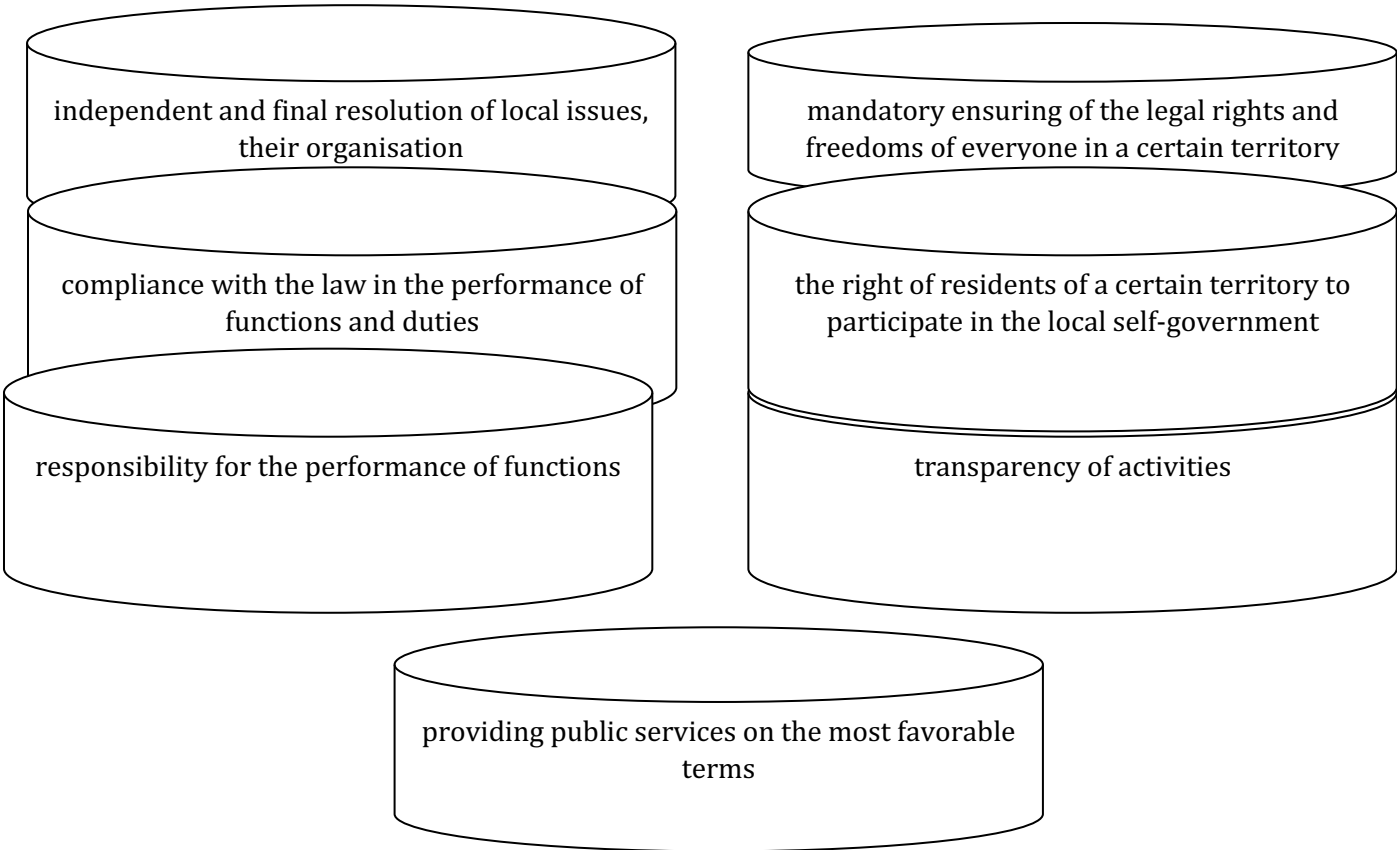 independent and final resolution of local issues,
their organisation
mandatory ensuring of the legal rights and
freedoms of everyone in a certain territory
compliance with the law in the performance of
functions and duties
the right of residents of a certain territory to
participate in the local self-government
responsibility for the performance of functions
transparency of activities
providing public services on the most favorable
terms